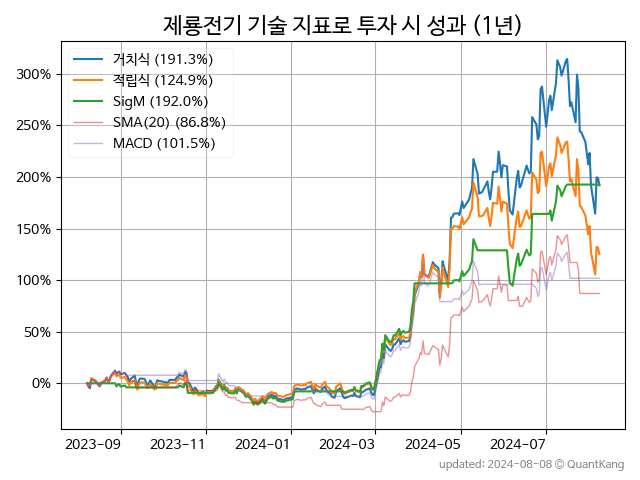 제룡전기 기술 지표로 투자 시 성과 (1년)
거치식 (191.3%)
적립식 (124.9%)
SigM (192.0%)
SMA(20) (86.8%)
MACD (101.5%)
300%
250%
200%
150%
100%
50%
0%
2023-09 2023-11 2024-01 2024-03 2024-05 2024-07
updated: 2024-08-08 © QuantKang